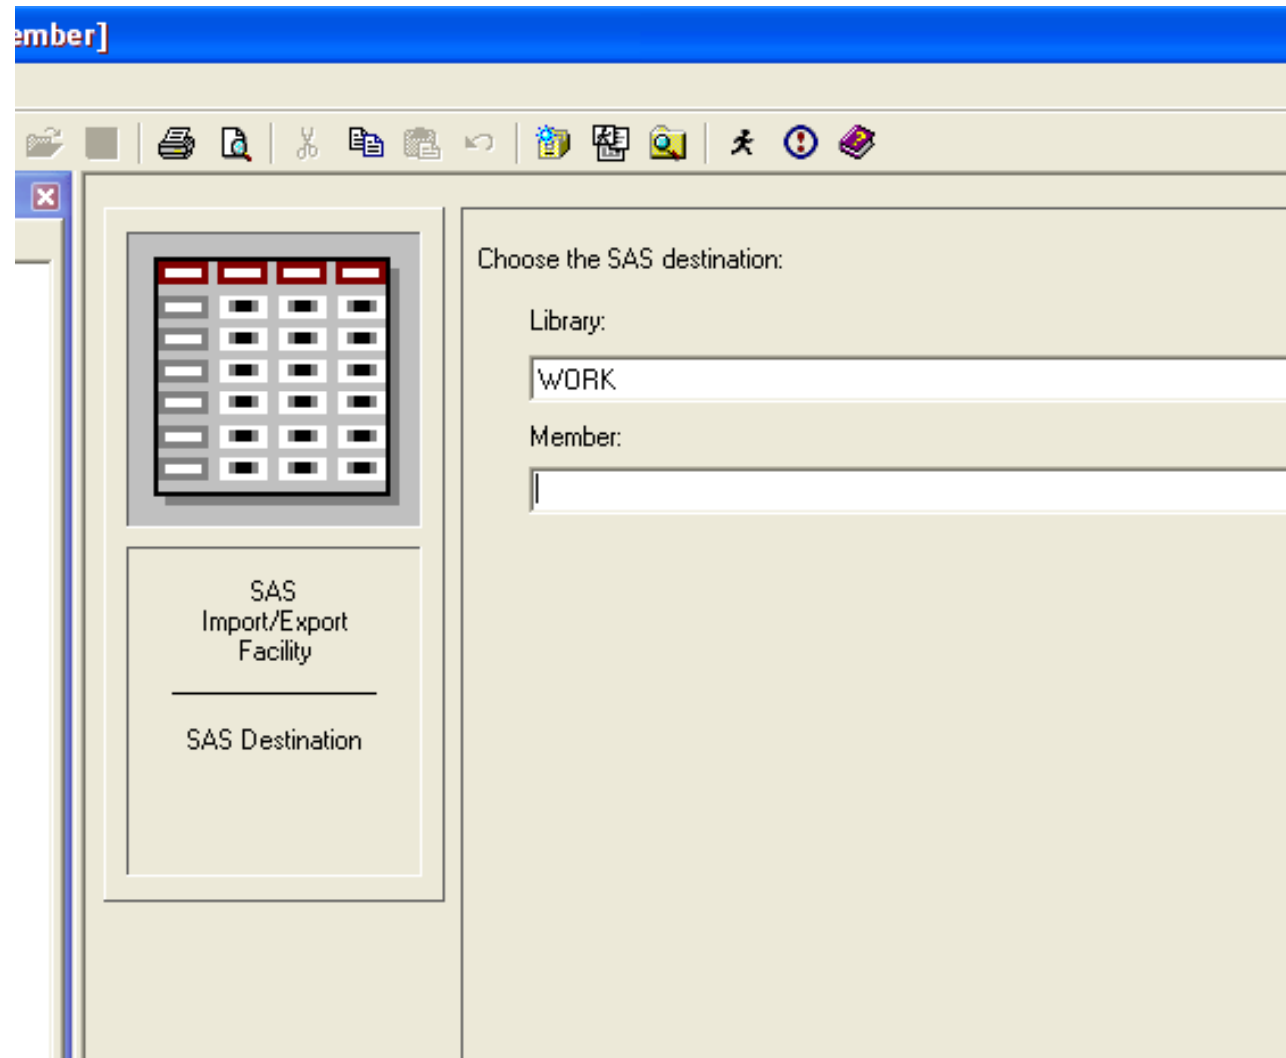 ember]
Choose the SAS destination:
Library:
WORK
Member:
SAS
Import/Export
Facility
SAS Destination